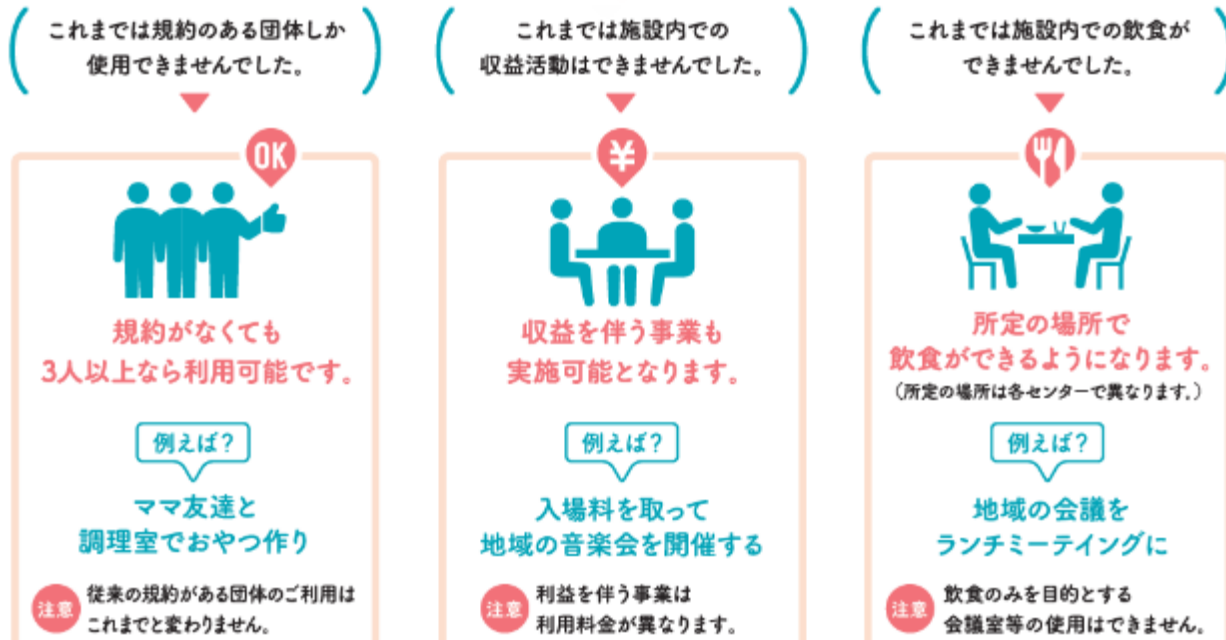 これまでは規約のある団体しか
使用できませんでした。
OK
規約がなくても
3人以上なら利用可能です。
例えば?
ママ友達と
調理室でおやつ作り
注意
従来の規約がある団体のご利用は
これまでと変わりません。
これまでは施設内での
収益活動はできませんでした。
¥
収益を伴う事業も
実施可能となります。
例えば?
入場料を取って
地域の音楽会を開催する
注意
利益を伴う事業は
利用料金が異なります。
これまでは施設内での飲食が
できませんでした。
所定の場所で
飲食ができるようになります。
(所定の場所は各センターで異なります。)
例えば?
地域の会議を
ランチミーテイングに
注意
飲食のみを目的とする
会議室等の使用はできません。